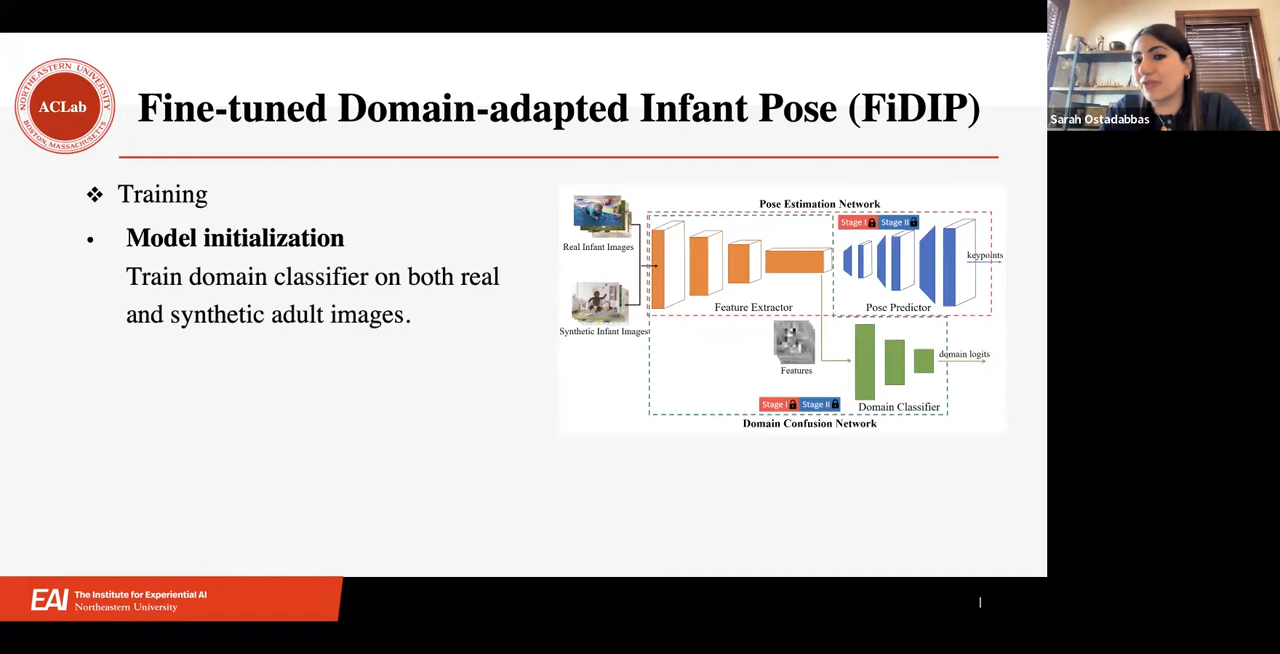 NORTHEASTERN UNIVERSITY
ACLab
BOSTON, MASSACHUSETTS
Fine-tuned Domain-adapted Infant Pose (FiDIP)
Sarah Ostadabbas
❖ Training
• Model initialization
Train domain classifier on both real
and synthetic adult images.
Pose Estimation Network
Stage I Stage II
Real Infant Images
keypoints
Feature Extractor
Pose Predictor
Synthetic Infant Images
domain logits
Features
Stage I Stage II
Domain Classifier
Domain Confusion Network
EAI
The Institute for Experiential AI
Northeastern University
|